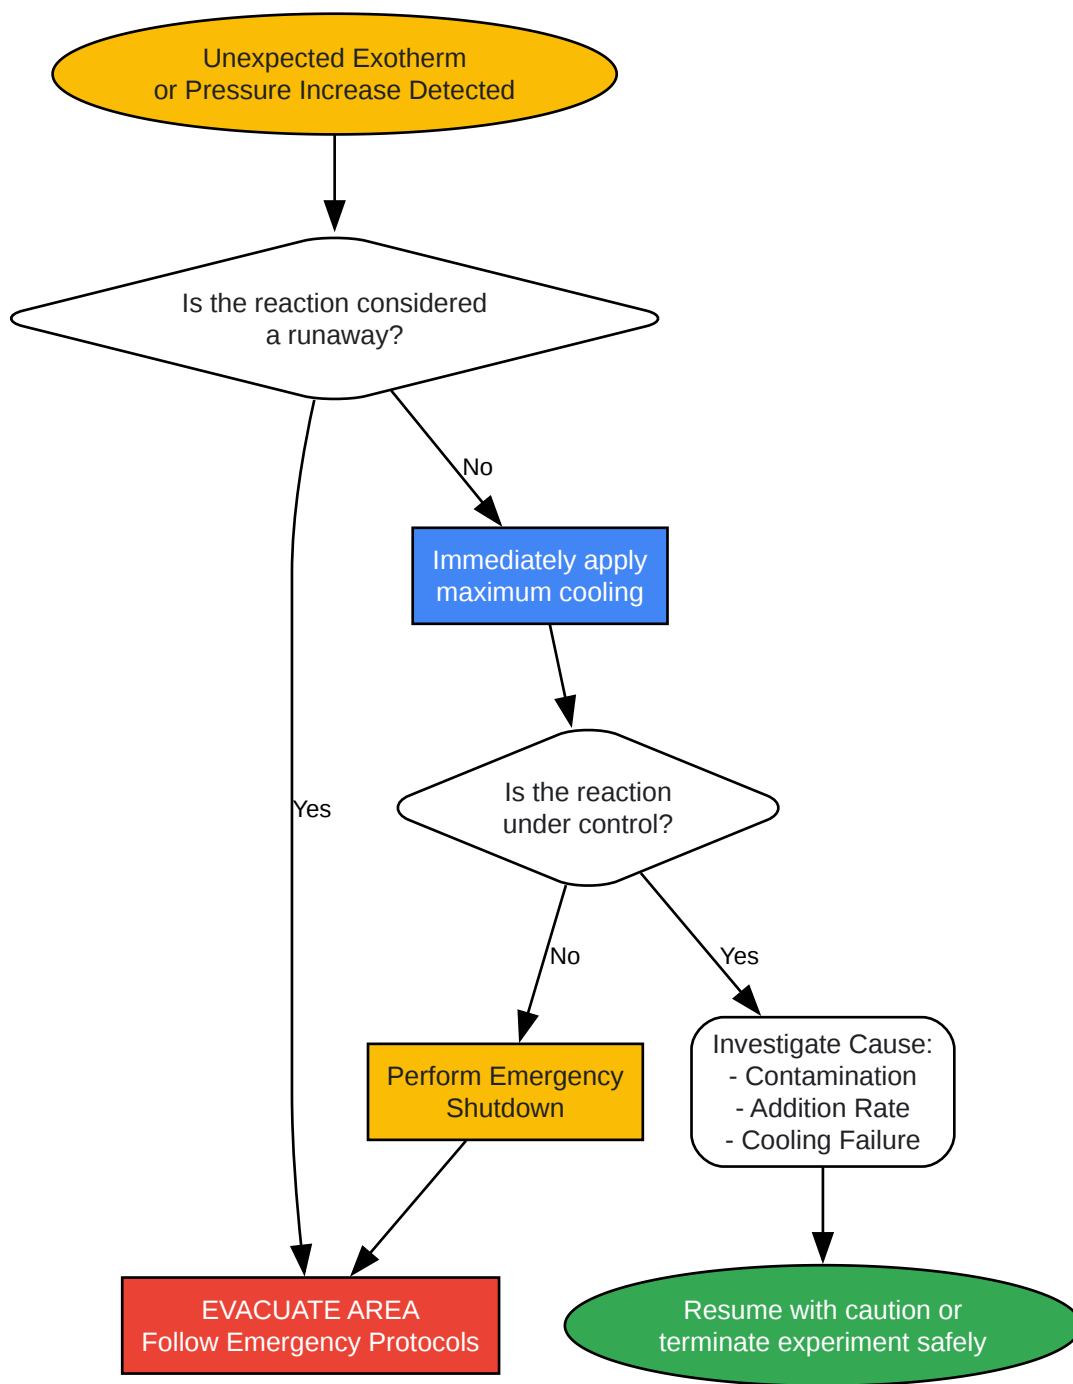 Unexpected Exotherm
or Pressure Increase Detected
Is the reaction considered
a runaway?
No
Immediately apply
maximum cooling
Yes
Is the reaction
under control?
No
Yes
Perform Emergency
Shutdown
Investigate Cause:
- Contamination
- Addition Rate
- Cooling Failure
EVACUATE AREA
Follow Emergency Protocols
Resume with caution or
terminate experiment safely